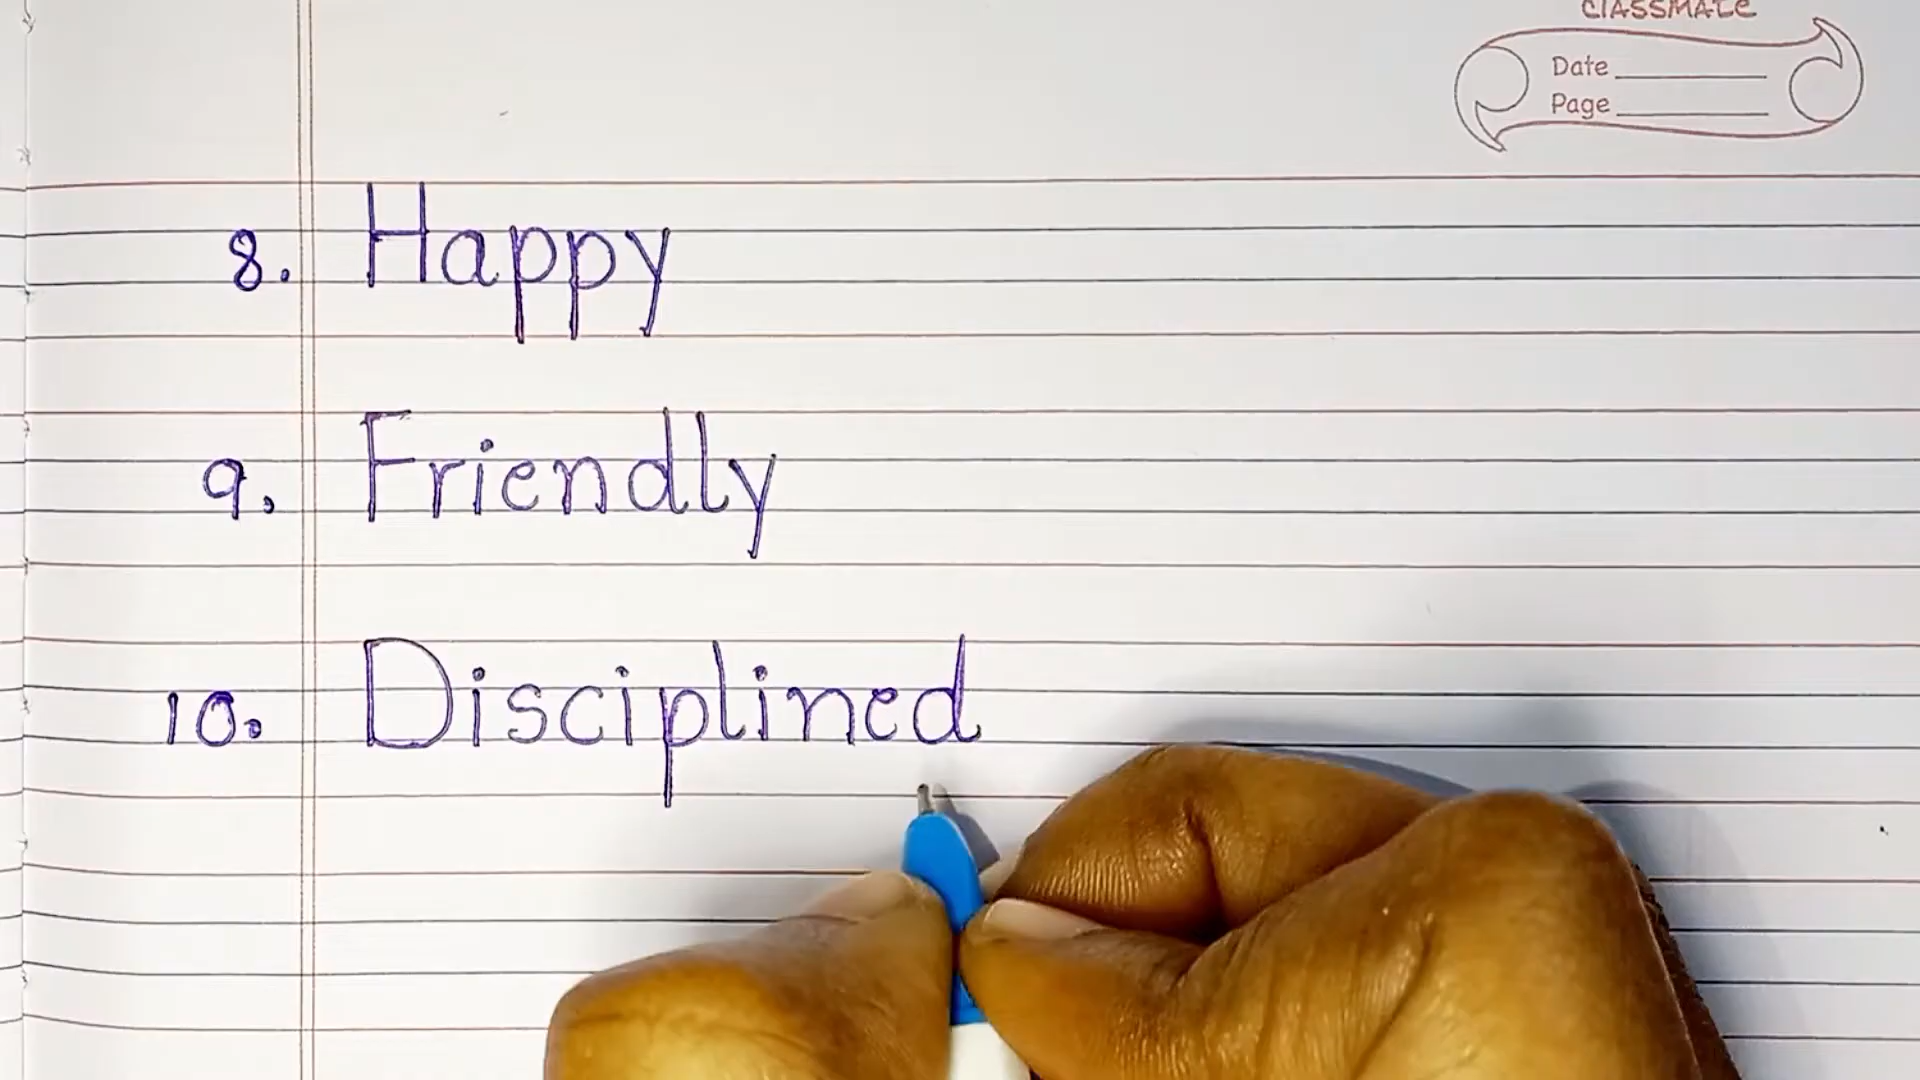 classmate
Date
Page
8. Happy
9. Friendly
10. Disciplined